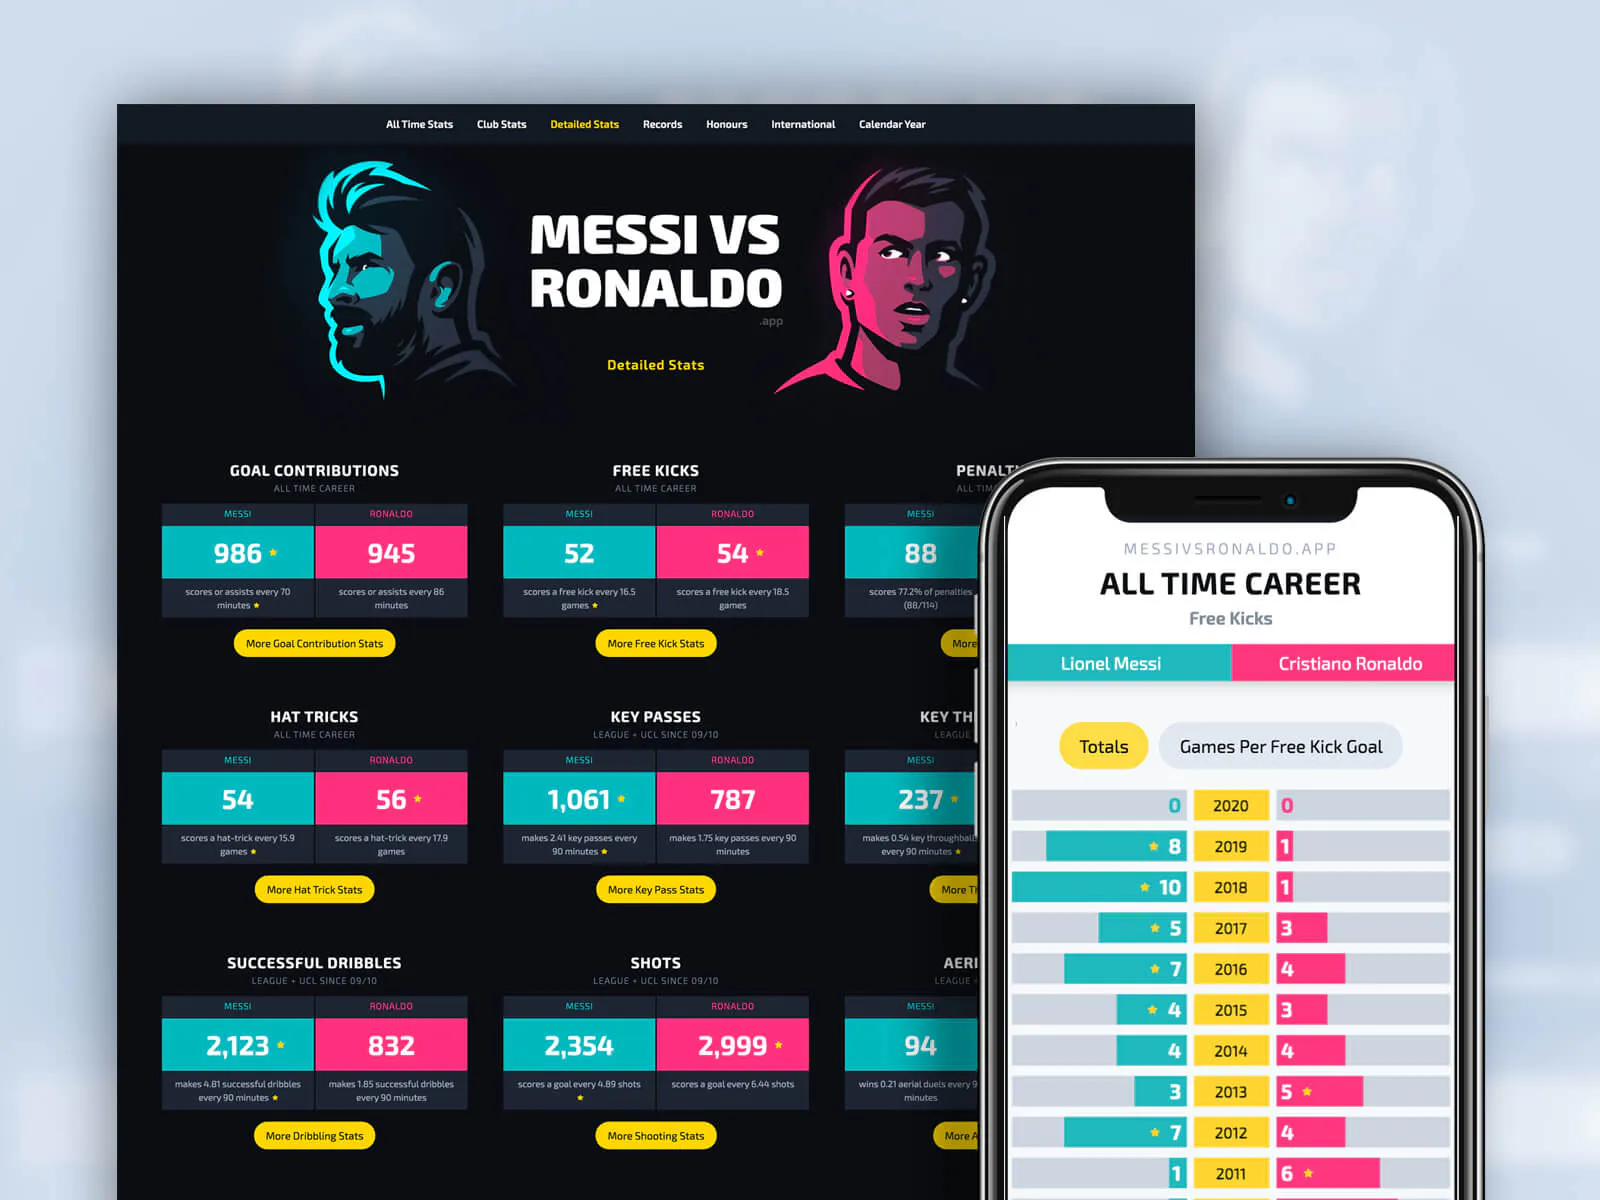 All Time Stats Club Stats Detailed Stats Records Honours International Calendar Year
MESSI VS
RONALDO
.app
Detailed Stats
GOAL CONTRIBUTIONS
ALL TIME CAREER
MESSI RONALDO
986 945
scores or assists every 70
minutes
scores or assists every 86
minutes
More Goal Contribution Stats
FREE KICKS
ALL TIME CAREER
MESSI RONALDO
52 54
scores a free kick every 16.5
games
scores a free kick every 18.5
games
More Free Kick Stats
PENALT
ALL TIM
MESSI
88
scores 77.2% of penalties
(88/114)
More
HAT TRICKS
ALL TIME CAREER
MESSI RONALDO
54 56
scores a hat-trick every 15.9
games
scores a hat-trick every 17.9
games
More Hat Trick Stats
KEY PASSES
LEAGUE + UCL SINCE 09/10
MESSI RONALDO
1,061 787
makes 2.41 key passes every
90 minutes
makes 1.75 key passes every 90
minutes
More Key Pass Stats
KEY TH
LEAGUE
MESSI
237
makes 0.54 key throughball
every 90 minutes
More T
SUCCESSFUL DRIBBLES
LEAGUE + UCL SINCE 09/10
MESSI RONALDO
2,123 832
makes 4.81 successful dribbles
every 90 minutes
makes 1.85 successful dribbles
every 90 minutes
More Dribbling Stats
SHOTS
LEAGUE + UCL SINCE 09/10
MESSI RONALDO
2,354 2,999
scores a goal every 4.89 shots
scores a goal every 6.44 shots
More Shooting Stats
AERI
LEAGUE
MESSI
94
wins 0.21 aerial duels every 9
minutes
More A
MESSIVSRONALDO.APP
ALL TIME CAREER
Free Kicks
Lionel Messi Cristiano Ronaldo
Totals Games Per Free Kick Goal
0 2020 0
8 2019 1
10 2018 1
5 2017 3
7 2016 4
4 2015 3
4 2014 4
3 2013 5
7 2012 4
1 2011 6